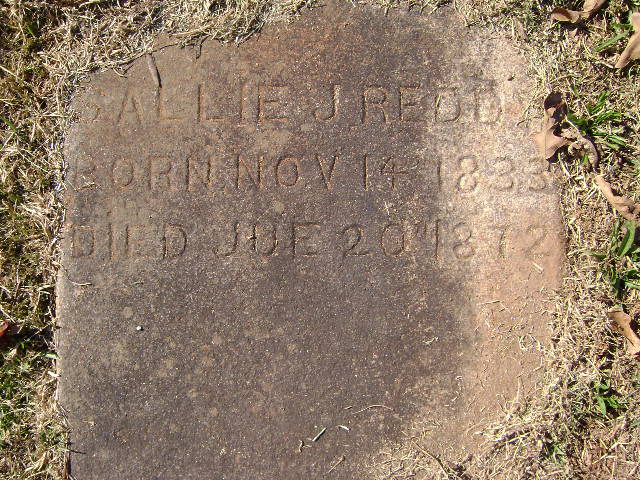 SALLIE J. REDD
BORN NOV 14 1833
DIED JUE 20 1872